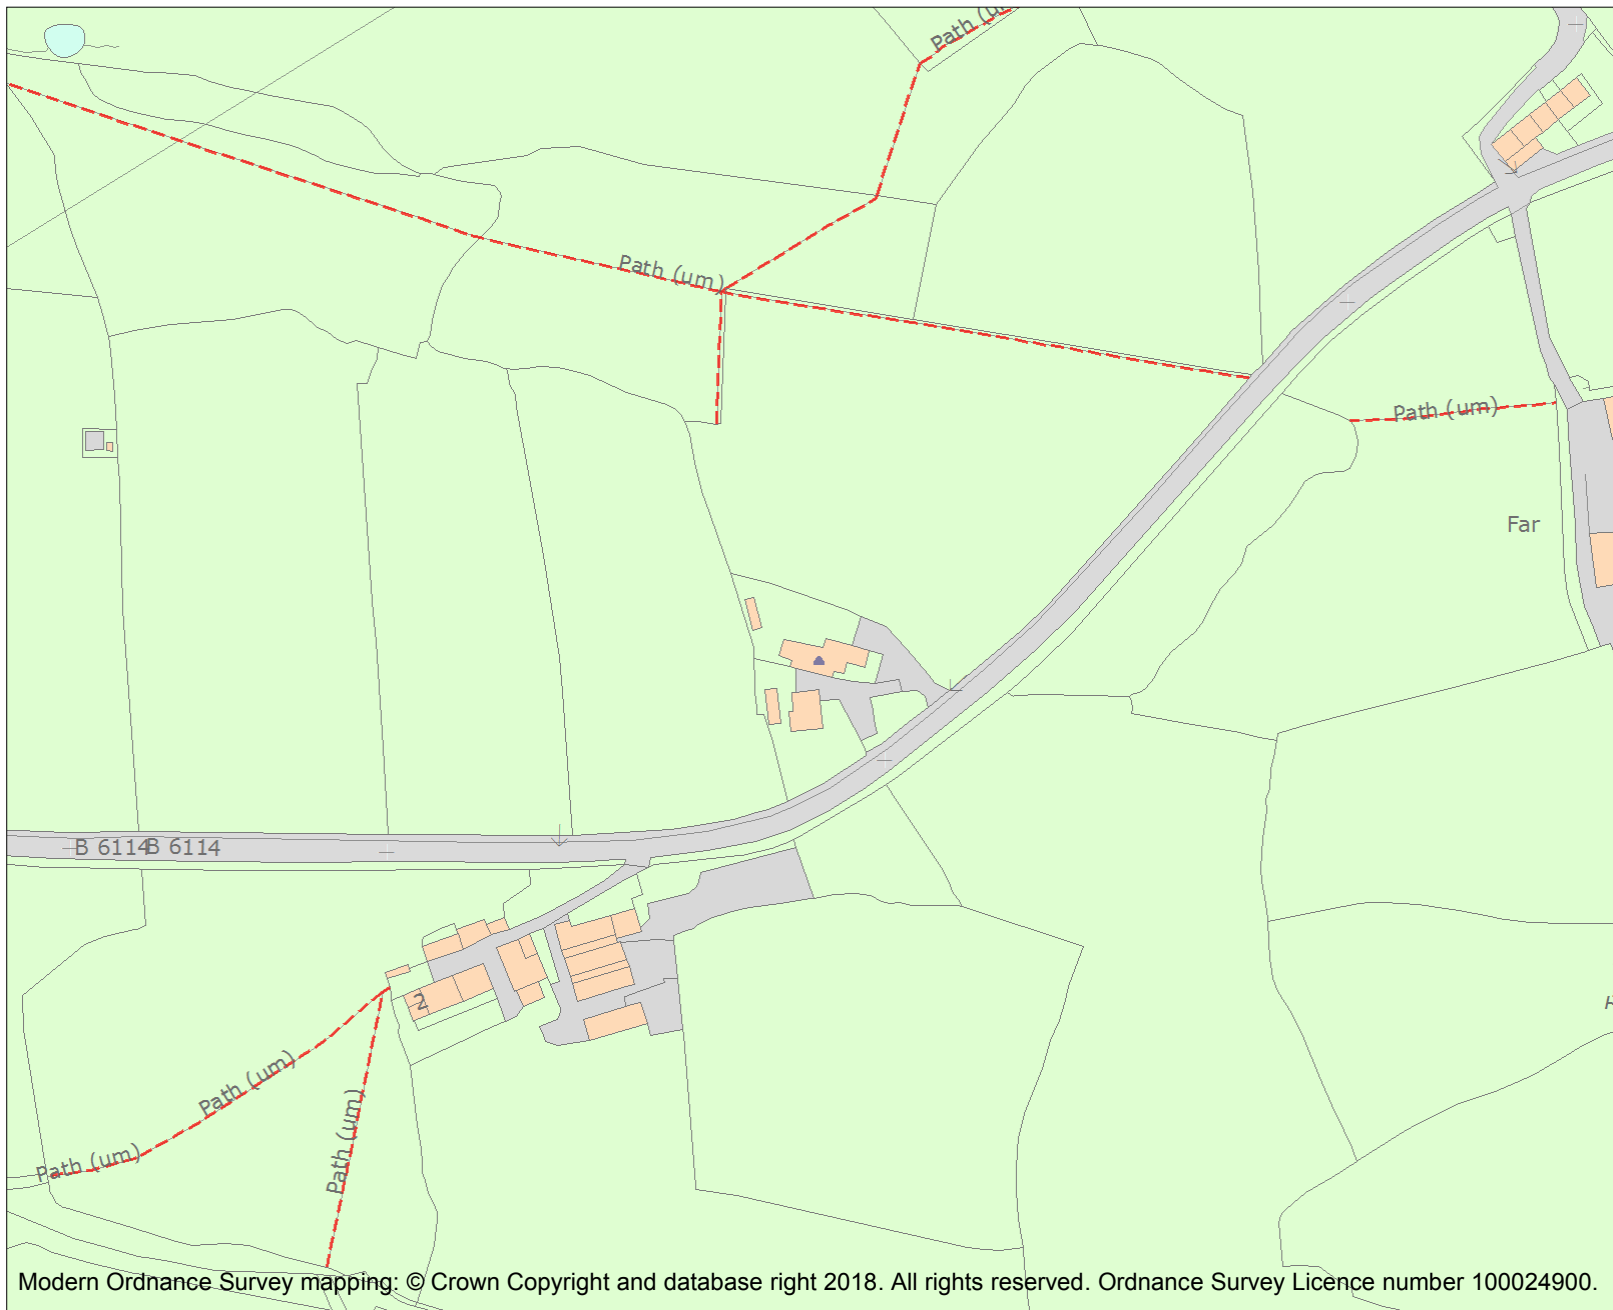 Path (u
Path (um)
Path (um)
Far
B 6114
B 6114
2
Path (um)
Path (um)
Path (um)
Modern Ordnance Survey mapping: © Crown Copyright and database right 2018. All rights reserved. Ordnance Survey Licence number 100024900.